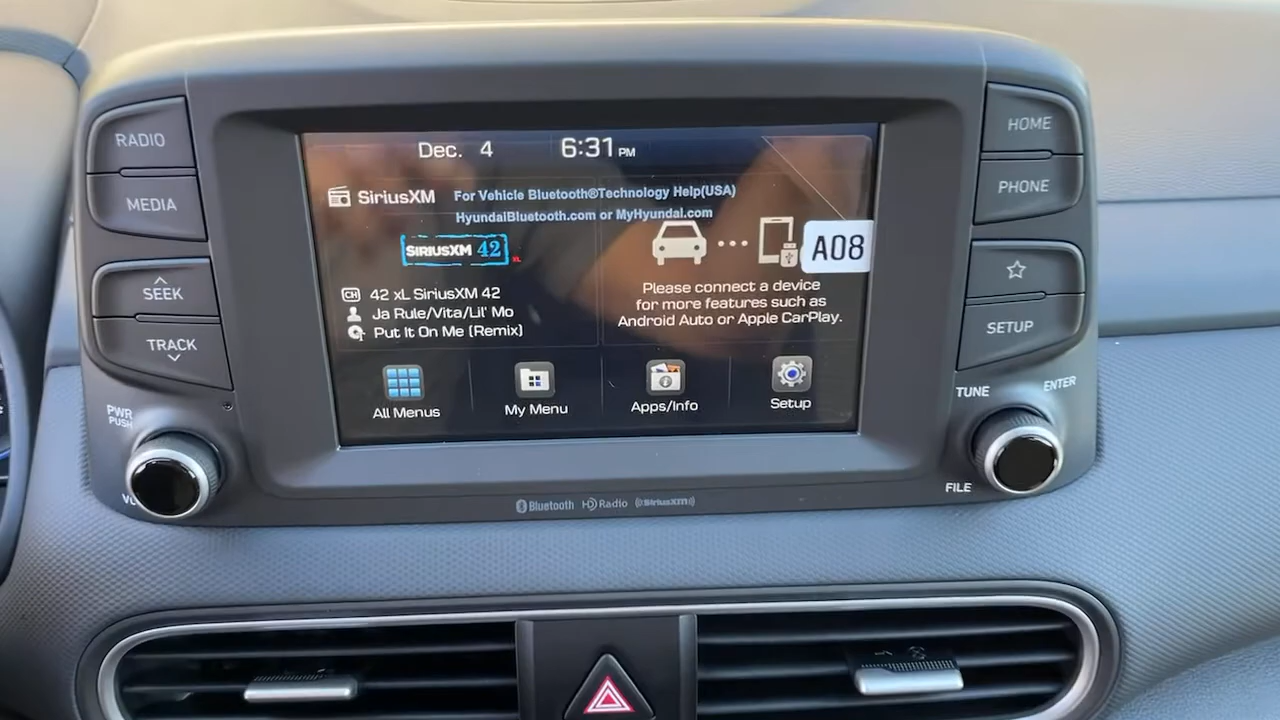 RADIO
MEDIA
SEEK
TRACK
PWR
PUSH
Dec. 4 6:31 PM
SiriusXM
For Vehicle Bluetooth®Technology Help(USA)
HyundaiBluetooth.com or MyHyundai.com
SIRIUSXM 42
XL
CH 42 xL SiriusXM 42
Ja Rule/Vita/Lil' Mo
Put It On Me (Remix)
A08
Please connect a device
for more features such as
Android Auto or Apple CarPlay.
All Menus
My Menu
Apps/Info
Setup
HOME
PHONE
SETUP
TUNE
ENTER
FILE
Bluetooth HD Radio ((SiriusXM))